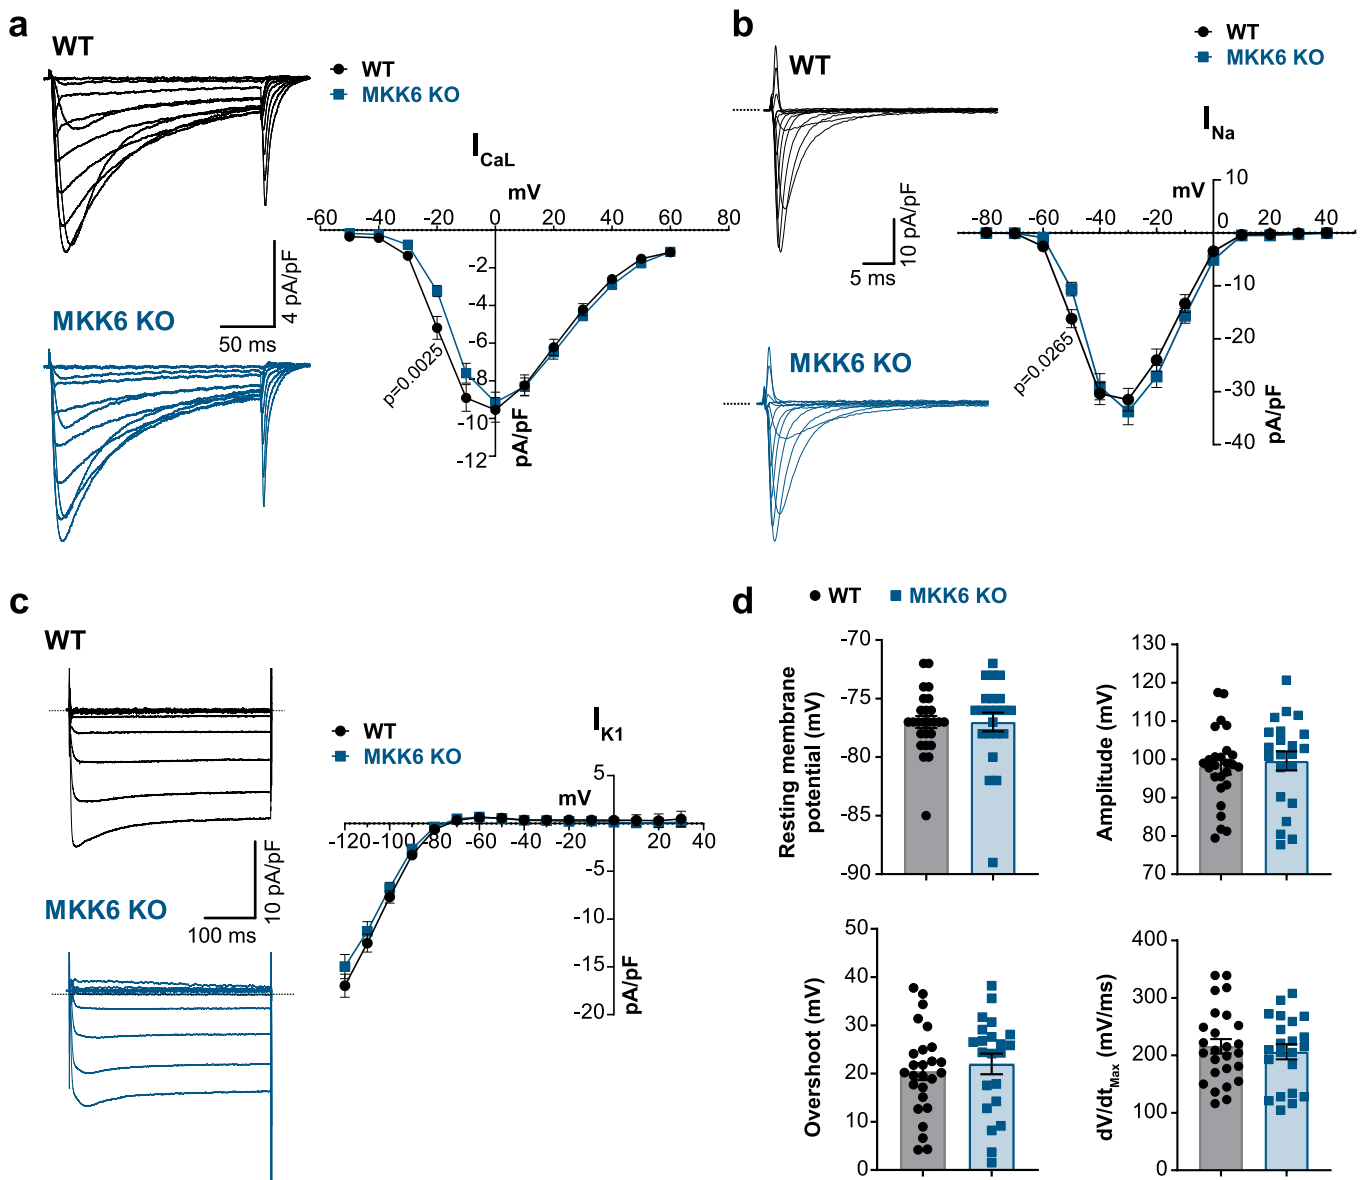 a
WT
WT
MKK6 KO
I CaL
mV
-60 -40 -20 0 20 40 60 80
-2
-4
-6
-8
-10
-12
pA/pF
p=0.0025
4 pA/pF
50 ms
MKK6 KO
b
WT
WT
MKK6 KO
I Na
mV
10
-80 -60 -40 -20 0 20 40
-10
-20
-30
-40
pA/pF
p=0.0265
10 pA/pF
5 ms
MKK6 KO
c
WT
WT
MKK6 KO
I K1
mV
5
-120 -100 -80 -60 -40 -20 20 40
-5
-10
-15
-20
pA/pF
10 pA/pF
100 ms
MKK6 KO
d
WT
MKK6 KO
Resting membrane
potential (mV)
-70
-75
-80
-85
-90
Amplitude (mV)
130
120
110
100
90
80
70
Overshoot (mV)
50
40
30
20
10
0
dV/dtMax (mV/ms)
400
300
200
100
0